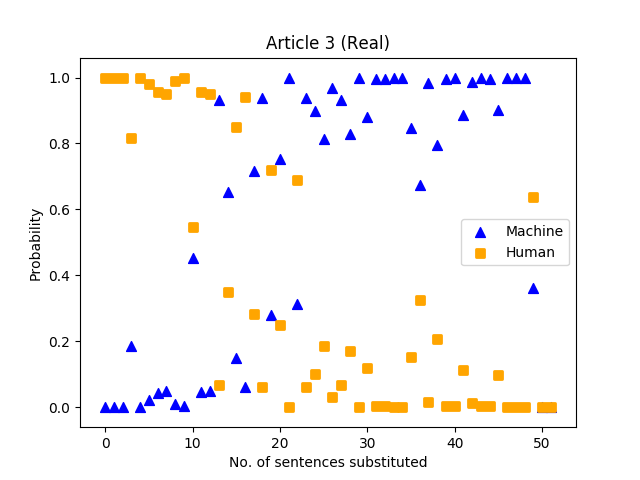 Article 3 (Real)
1.0
0.8
0.6
0.4
0.2
0.0
Probability
Machine
Human
0 10 20 30 40 50
No. of sentences substituted